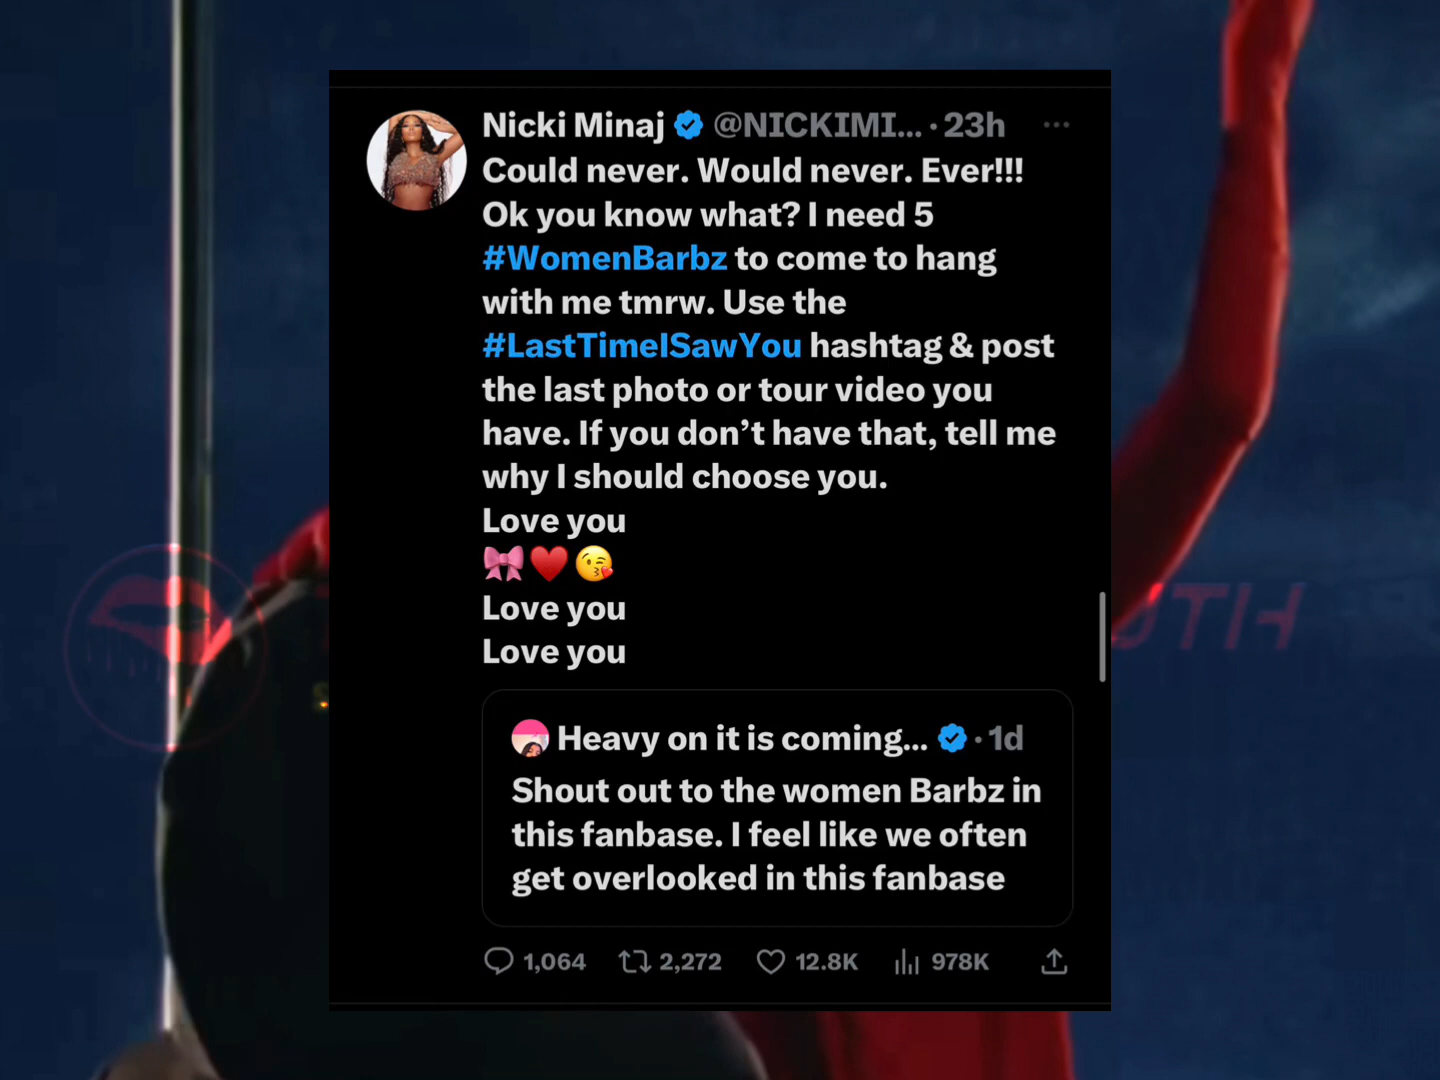 Nicki Minaj @NICKIMI... · 23h
Could never. Would never. Ever!!!
Ok you know what? I need 5
#WomenBarbz to come to hang
with me tmrw. Use the
#LastTimeISawYou hashtag & post
the last photo or tour video you
have. If you don’t have that, tell me
why I should choose you.
Love you
🎀♥️😘
Love you
Love you
Heavy on it is coming... · 1d
Shout out to the women Barbz in
this fanbase. I feel like we often
get overlooked in this fanbase
1,064 2,272 12.8K 978K